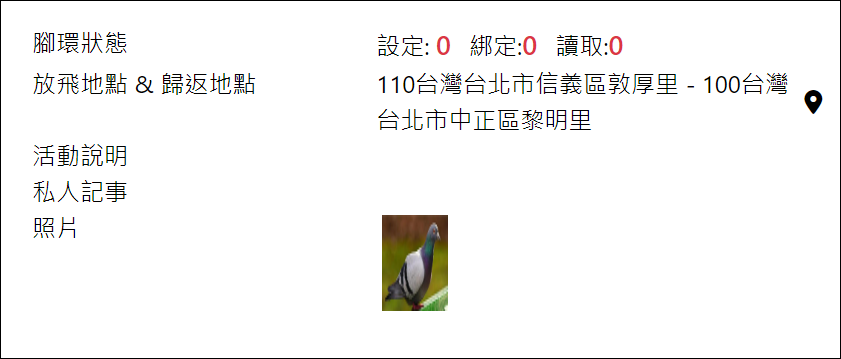 腳環狀態 設定: 0 綁定:0 讀取:0
放飛地點 & 歸返地點 110台灣台北市信義區敦厚里 - 100台灣
台北市中正區黎明里
活動說明
私人記事
照片